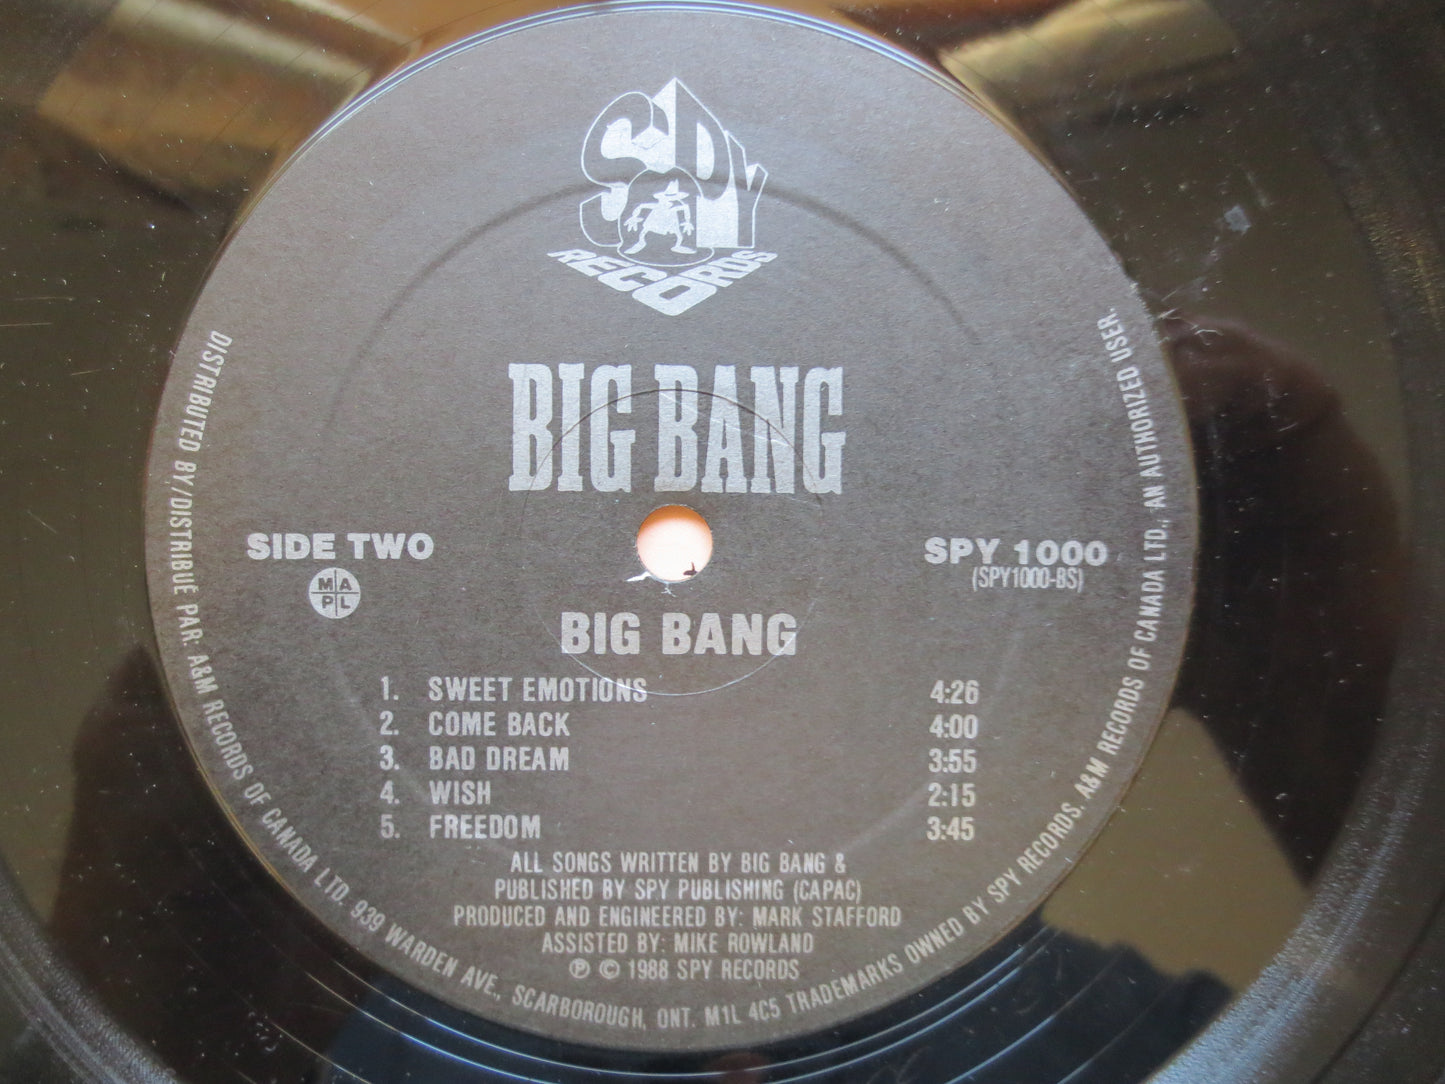 SPY
RECORDS
BIG BANG
SIDE TWO
MAPL
SPY 1000
(SPY1000-BS)
BIG BANG
1. SWEET EMOTIONS 4:26
2. COME BACK 4:00
3. BAD DREAM 3:55
4. WISH 2:15
5. FREEDOM 3:45
ALL SONGS WRITTEN BY BIG BANG &
PUBLISHED BY SPY PUBLISHING (CAPAC)
PRODUCED AND ENGINEERED BY: MARK STAFFORD
ASSISTED BY: MIKE ROWLAND
℗ © 1988 SPY RECORDS
DISTRIBUTED BY/DISTRIBUÉ PAR: A&M RECORDS OF CANADA LTD. 939 WARDEN AVE., SCARBOROUGH, ONT. M1L 4C5 TRADEMARKS OWNED BY SPY RECORDS. A&M RECORDS OF CANADA LTD., AN AUTHORIZED USER.